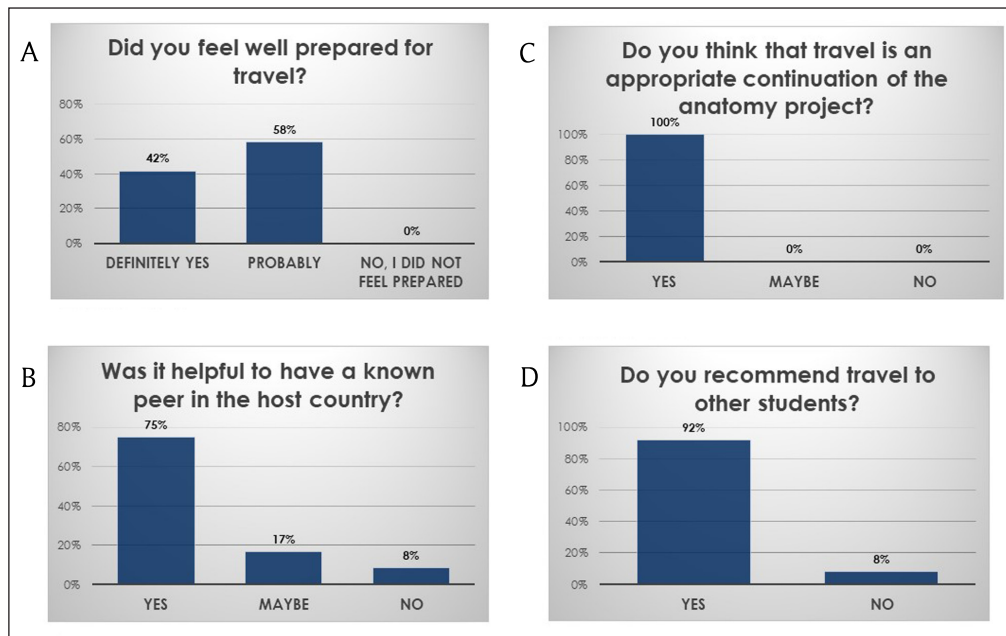 A
Did you feel well prepared for
travel?
80%
60%
40%
20%
0%
42%
58%
0%
DEFINITELY YES
PROBABLY
NO, I DID NOT
FEEL PREPARED
B
Was it helpful to have a known
peer in the host country?
80%
60%
40%
20%
0%
75%
17%
8%
YES
MAYBE
NO
C
Do you think that travel is an
appropriate continuation of the
anatomy project?
100%
80%
60%
40%
20%
0%
100%
0%
0%
YES
MAYBE
NO
D
Do you recommend travel to
other students?
100%
80%
60%
40%
20%
0%
92%
8%
YES
NO